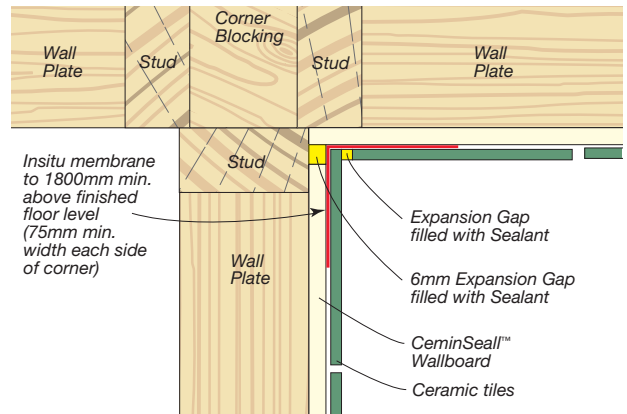 Corner
Blocking
Wall
Plate
Stud
Stud
Wall
Plate
Stud
Insitu membrane
to 1800mm min.
above finished
floor level
(75mm min.
width each side
of corner)
Wall
Plate
Expansion Gap
filled with Sealant
6mm Expansion Gap
filled with Sealant
CeminSeal™
Wallboard
Ceramic tiles